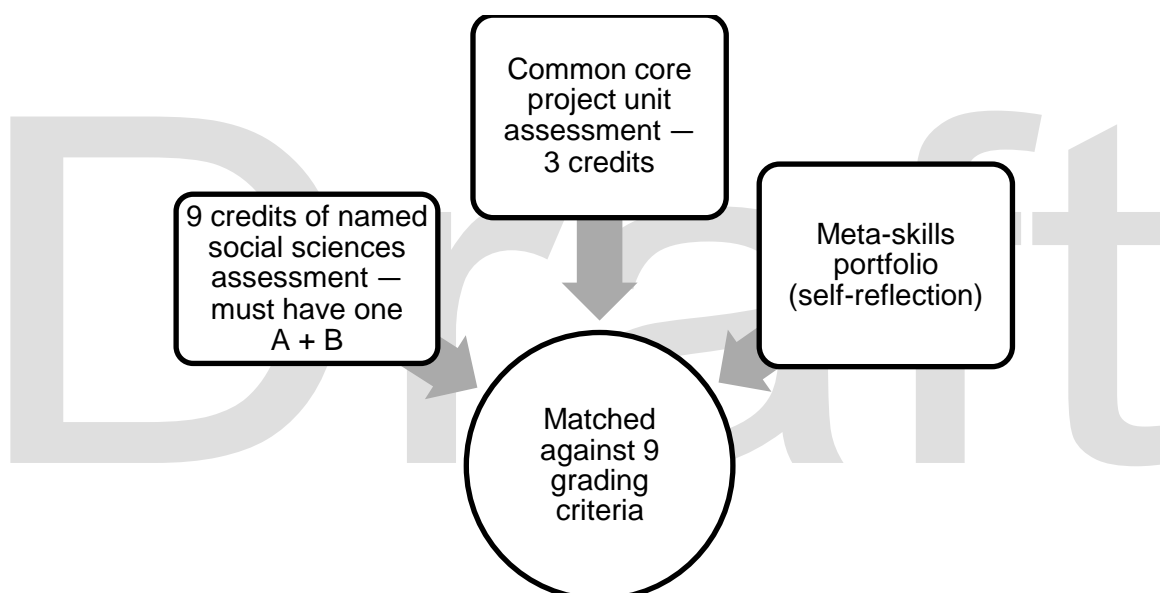 Draft
Common core
project unit
assessment —
3 credits
9 credits of named
social sciences
assessment —
must have one
A + B
Meta-skills
portfolio
(self-reflection)
Matched
against 9
grading
criteria